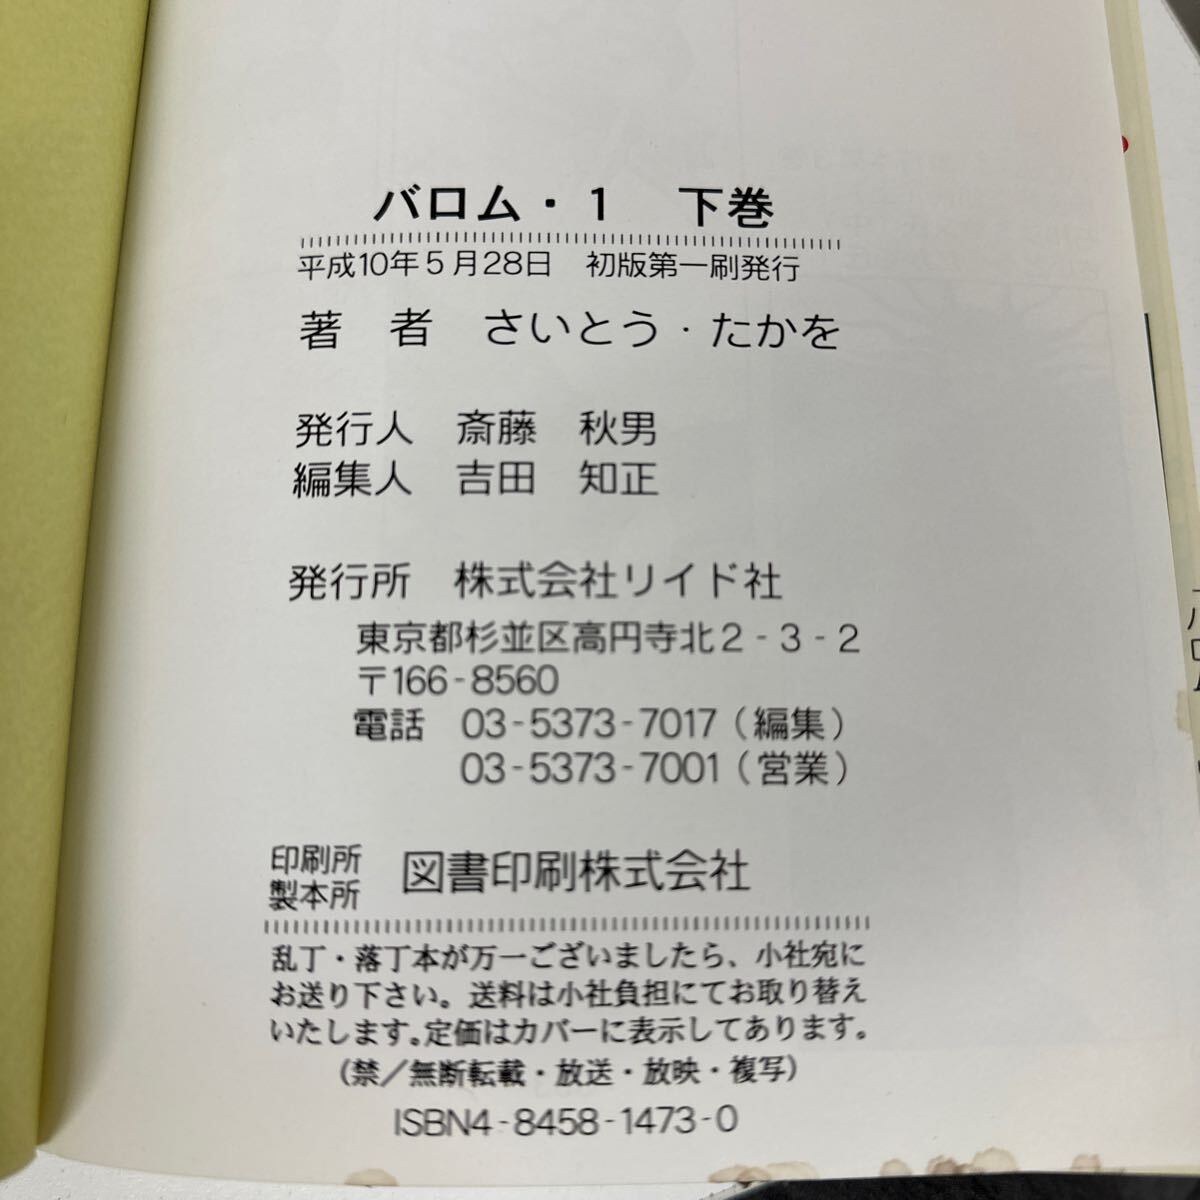 バロム・1　下巻
平成10年5月28日　初版第一刷発行
著　者　さいとう・たかを
発行人　斎藤　秋男
編集人　吉田　知正
発行所　株式会社リイド社
東京都杉並区高円寺北2-3-2
〒166-8560
電話　03-5373-7017（編集）
03-5373-7001（営業）
印刷所
製本所　図書印刷株式会社
乱丁・落丁本が万一ございましたら、小社宛に
お送り下さい。送料は小社負担にてお取り替え
いたします。定価はカバーに表示してあります。
（禁／無断転載・放送・放映・複写）
ISBN4-8458-1473-0